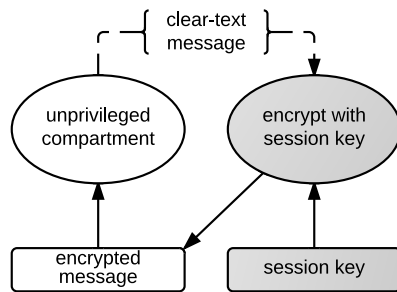 clear-text
message
unprivileged
compartment
encrypt with
session key
encrypted
message
session key